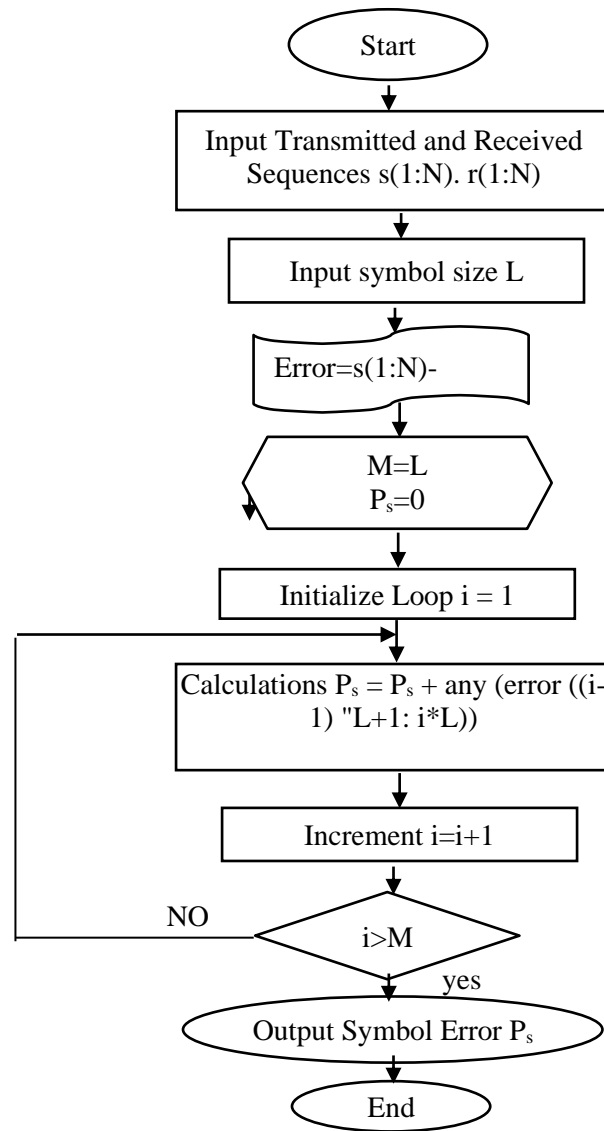 Start
Input Transmitted and Received
Sequences s(1:N). r(1:N)
Input symbol size L
Error=s(1:N)-
M=L
Pₛ=0
Initialize Loop i = 1
Calculations Pₛ = Pₛ + any (error ((i-
1) "L+1: i*L))
Increment i=i+1
NO
i>M
yes
Output Symbol Error Pₛ
End